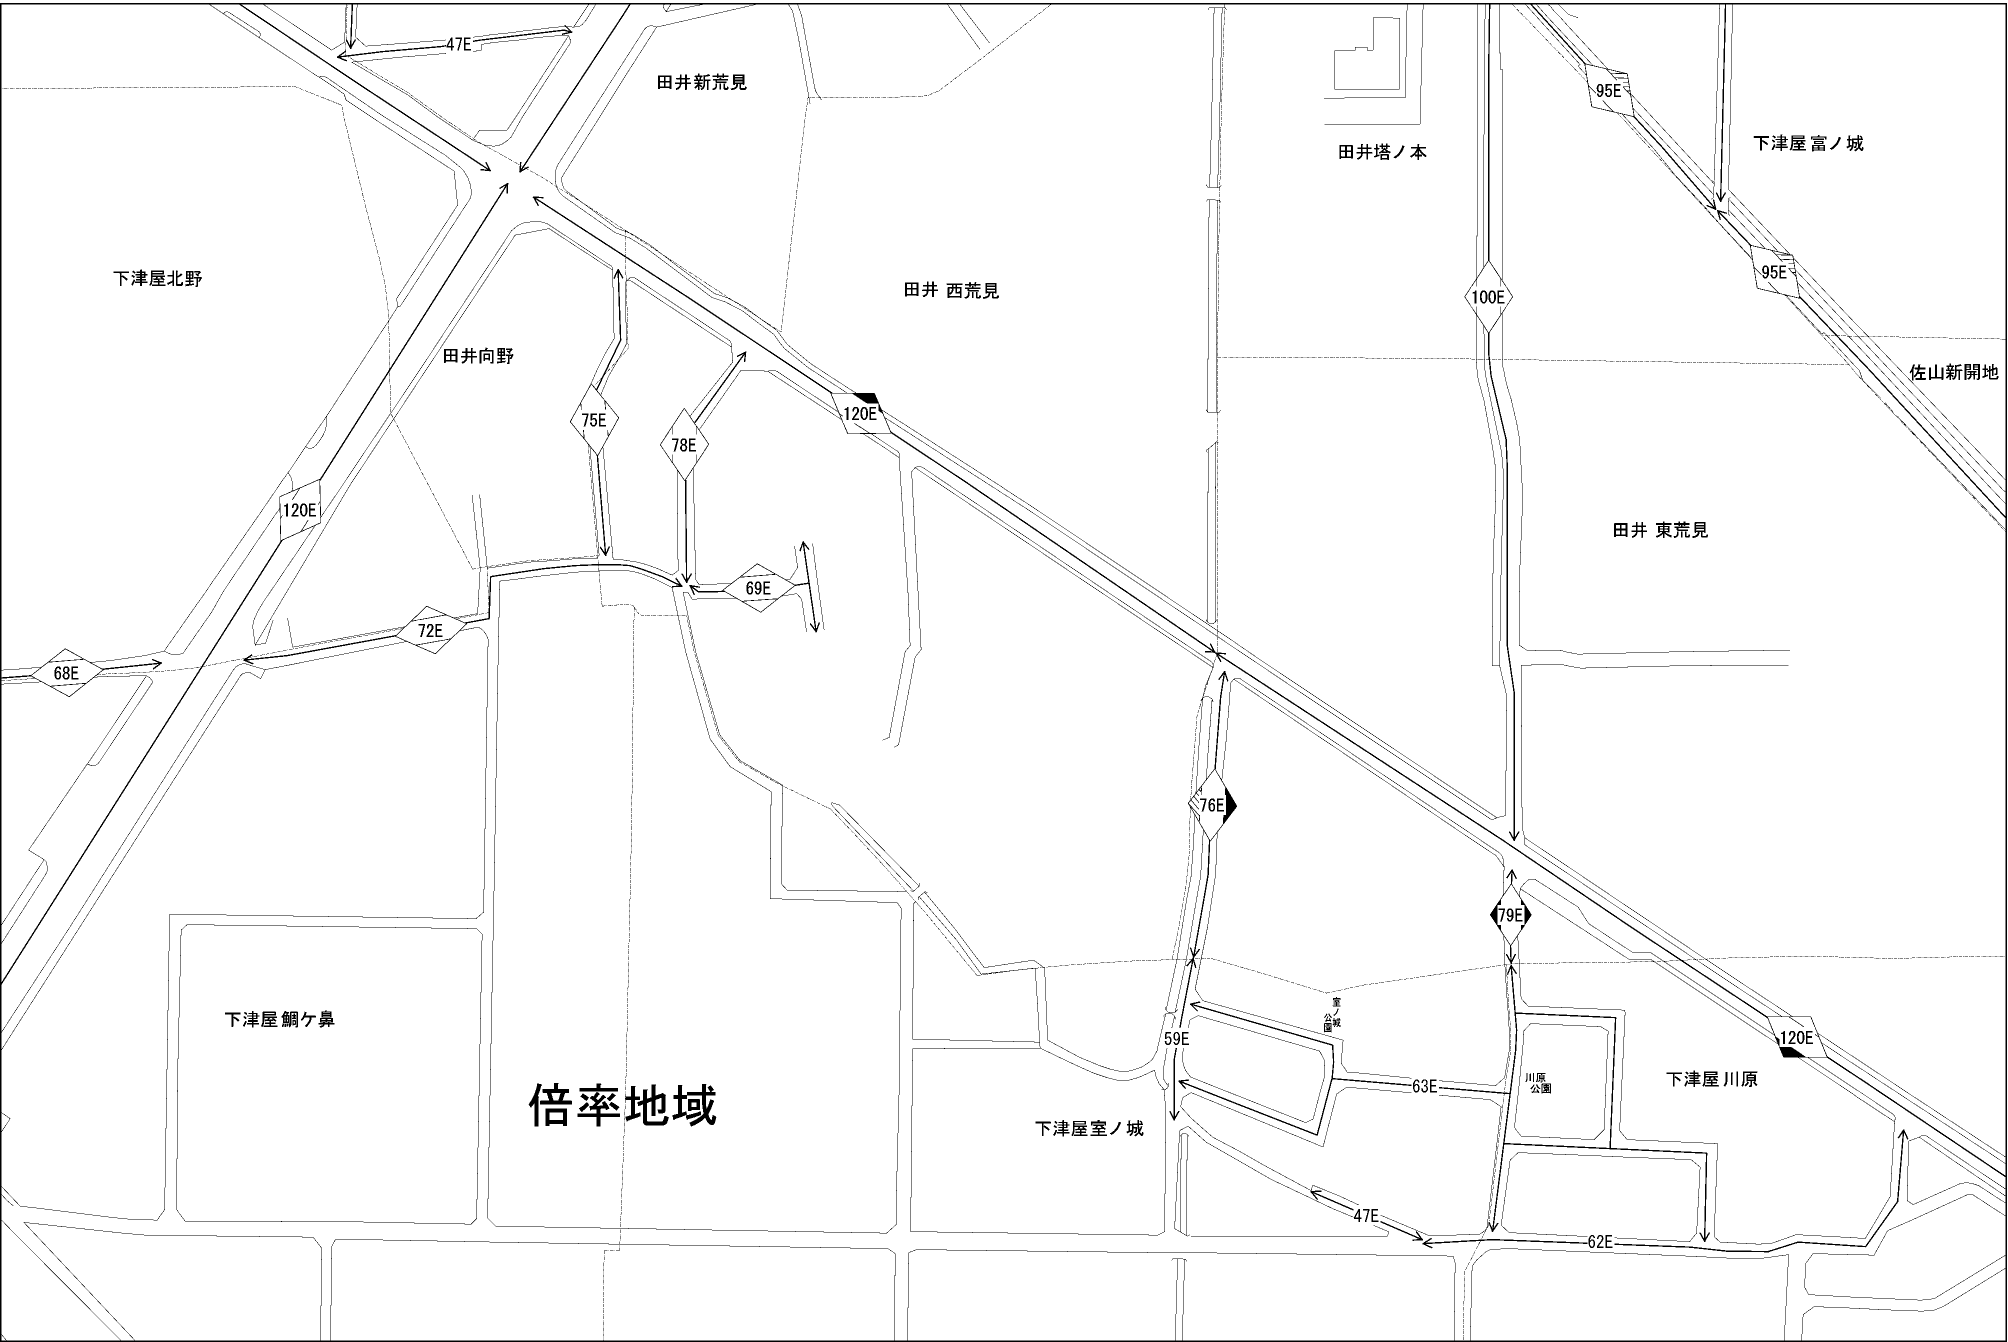 47E
田井新荒見
95E
下津屋富ノ城
田井塔ノ本
下津屋北野
田井 西荒見
95E
100E
田井向野
佐山新開地
75E
78E
120E
120E
田井 東荒見
69E
72E
68E
76E
79E
下津屋鯛ケ鼻
室ノ城
公園
59E
120E
倍率地域
63E
川原
公園
下津屋川原
下津屋室ノ城
47E
62E